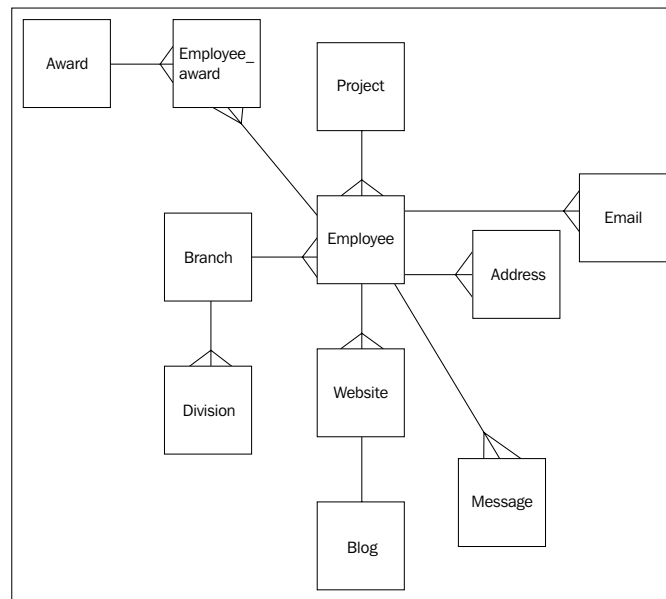 Award
Employee_
award
Project
Employee
Email
Branch
Address
Division
Website
Message
Blog